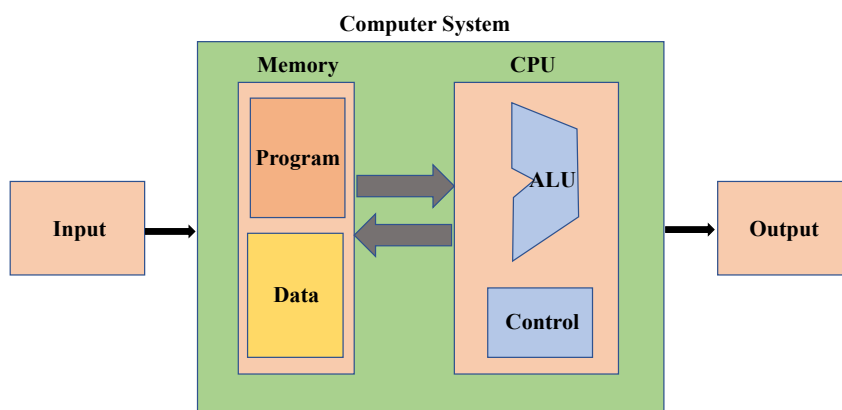 Computer System
Memory
CPU
Program
ALU
Input
Output
Data
Control